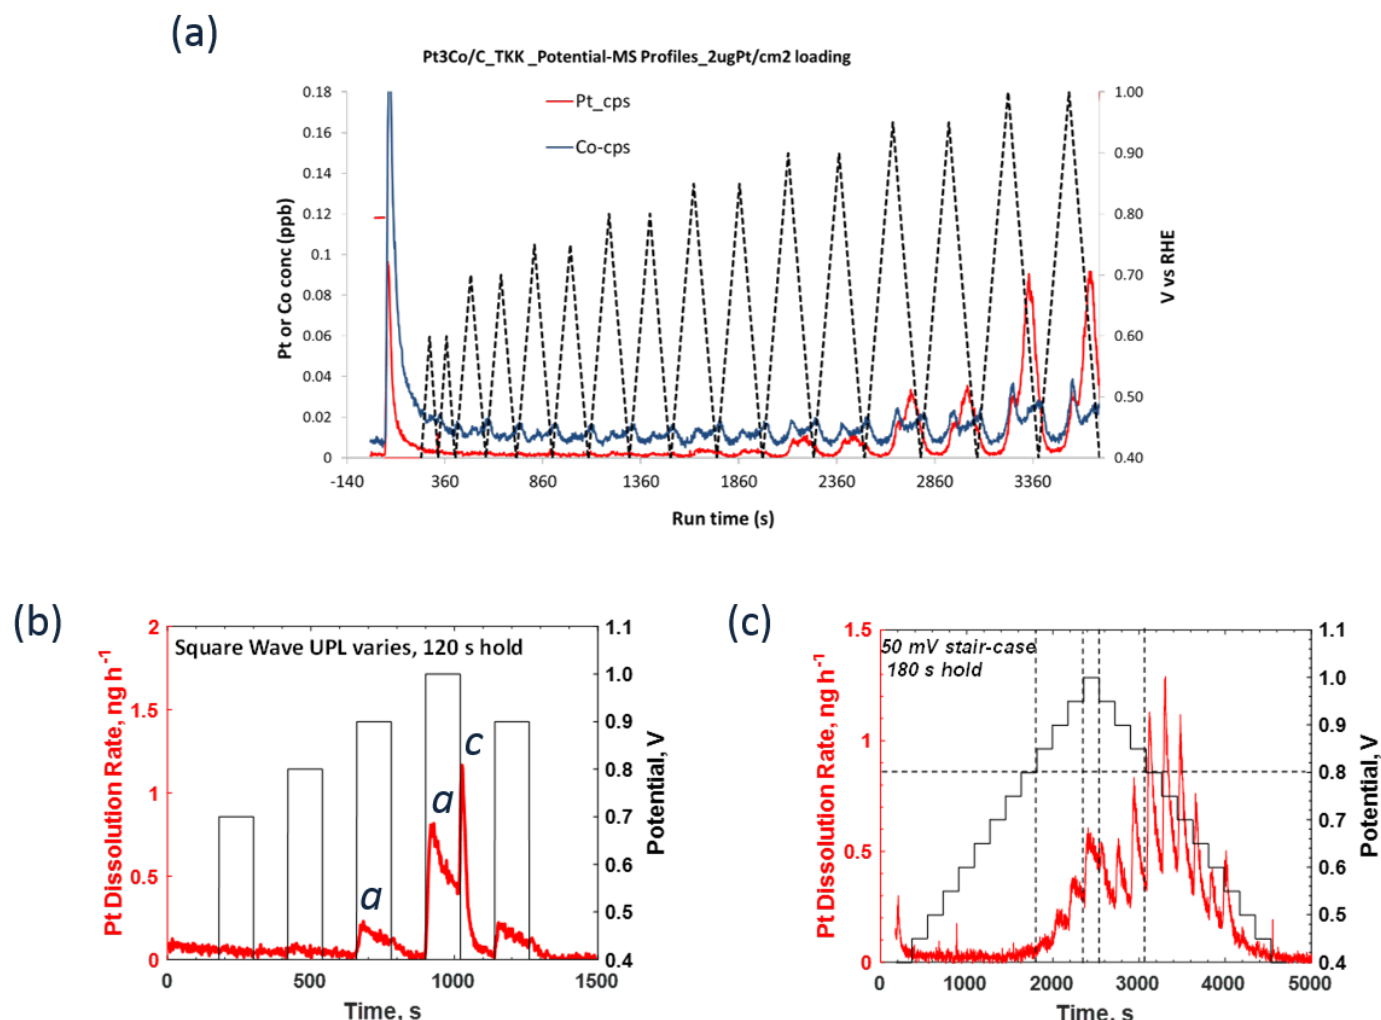 (a)
Pt3Co/C_TKK _Potential-MS Profiles_2ugPt/cm2 loading
Pt_cps
Co-cps
Pt or Co conc (ppb)
0.18
0.16
0.14
0.12
0.1
0.08
0.06
0.04
0.02
0
1.00
0.90
0.80
0.70
0.60
0.50
0.40
V vs RHE
-140
360
860
1360
1860
2360
2860
3360
Run time (s)
(b)
Square Wave UPL varies, 120 s hold
Pt Dissolution Rate, ng h-1
2
1.5
1
0.5
0
a
a
c
1.1
1.0
0.9
0.8
0.7
0.6
0.5
0.4
Potential, V
0
500
1000
1500
Time, s
(c)
50 mV stair-case
180 s hold
Pt Dissolution Rate, ng h-1
1.5
1
0.5
0
1.1
1.0
0.9
0.8
0.7
0.6
0.5
0.4
Potential, V
0
1000
2000
3000
4000
5000
Time, s